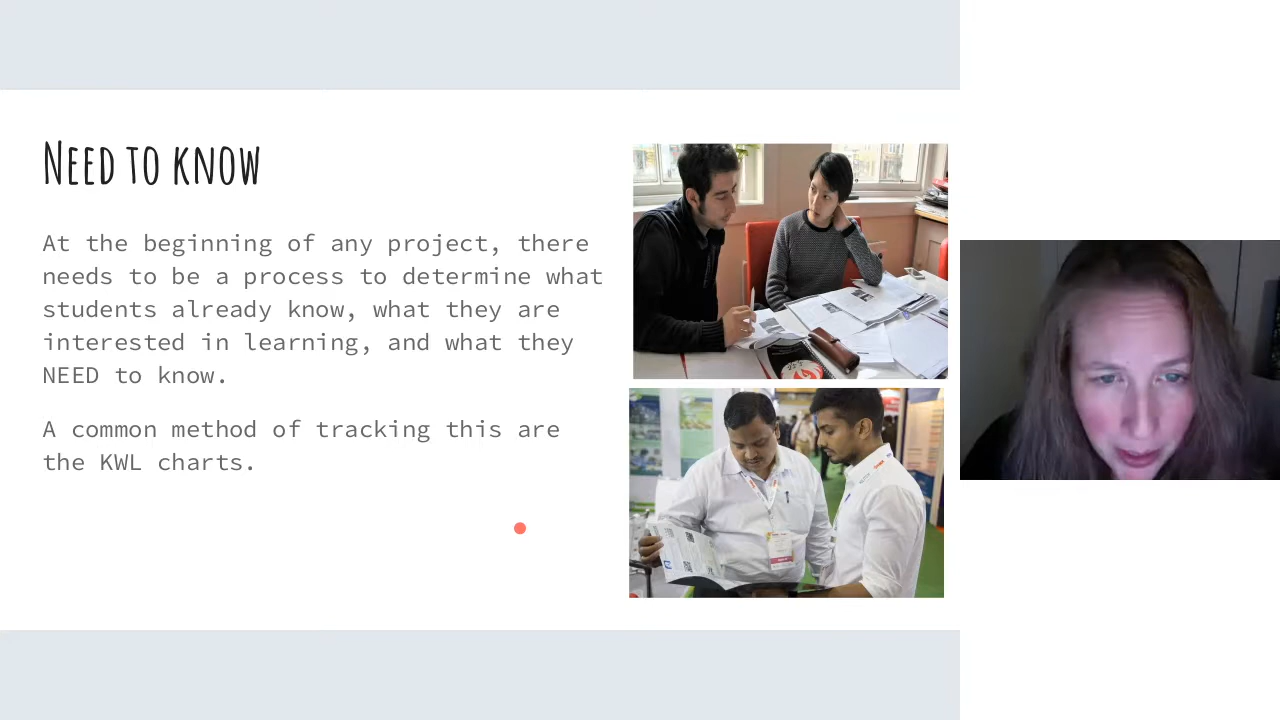 Need to know
At the beginning of any project, there
needs to be a process to determine what
students already know, what they are
interested in learning, and what they
NEED to know.
A common method of tracking this are
the KWL charts.